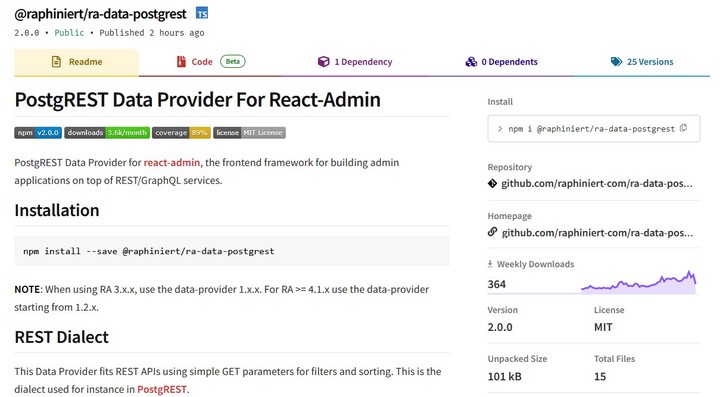 @raphiniert/ra-data-postgrest TS
2.0.0 • Public • Published 2 hours ago
Readme
Code Beta
1 Dependency
0 Dependents
25 Versions
PostgREST Data Provider For React-Admin
npm v2.0.0 downloads 3.6k/month coverage 89% license MIT License
PostgREST Data Provider for react-admin, the frontend framework for building admin
applications on top of REST/GraphQL services.
Installation
npm install --save @raphiniert/ra-data-postgrest
NOTE: When using RA 3.x.x, use the data-provider 1.x.x. For RA >= 4.1.x use the data-provider
starting from 1.2.x.
REST Dialect
This Data Provider fits REST APIs using simple GET parameters for filters and sorting. This is the
dialect used for instance in PostgREST.
Install
> npm i @raphiniert/ra-data-postgrest
Repository
github.com/raphiniert-com/ra-data-pos...
Homepage
github.com/raphiniert-com/ra-data-pos...
Weekly Downloads
364
Version
2.0.0
License
MIT
Unpacked Size
101 kB
Total Files
15